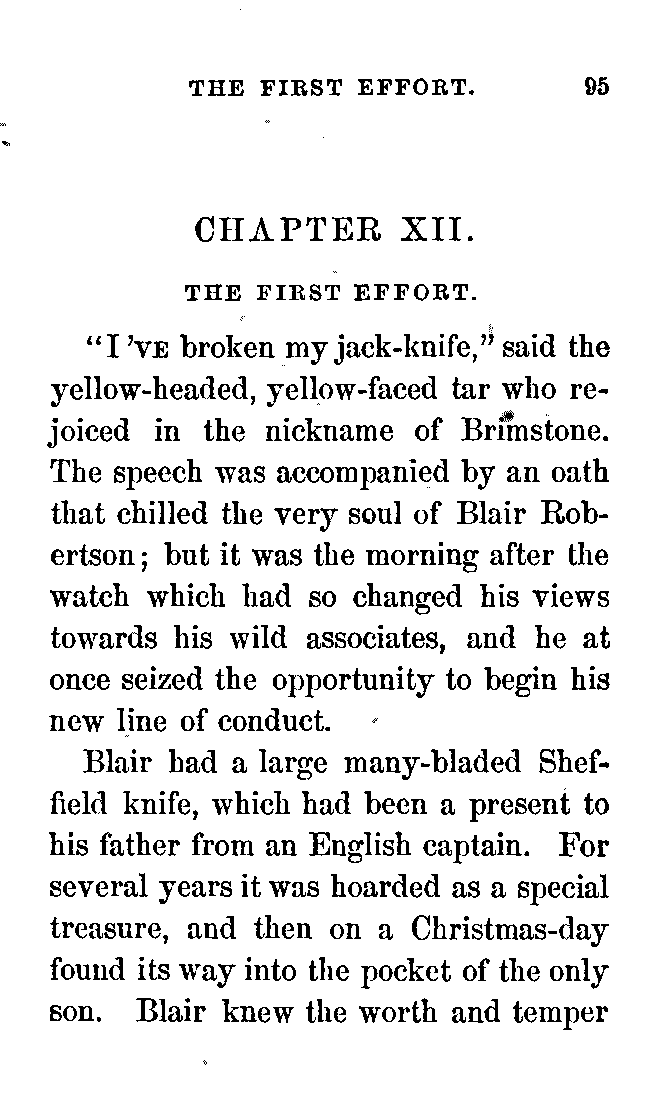 THE FIRST EFFORT. 95
CHAPTER XII.
THE FIRST EFFORT.
"I 'VE broken my jack-knife," said the
yellow-headed, yellow-faced tar who re-
joiced in the nickname of Brimstone.
The speech was accompanied by an oath
that chilled the very soul of Blair Rob-
ertson; but it was the morning after the
watch which had so changed his views
towards his wild associates, and he at
once seized the opportunity to begin his
new line of conduct.
Blair had a large many-bladed Shef-
field knife, which had been a present to
his father from an English captain. For
several years it was hoarded as a special
treasure, and then on a Christmas-day
found its way into the pocket of the only
son. Blair knew the worth and temper